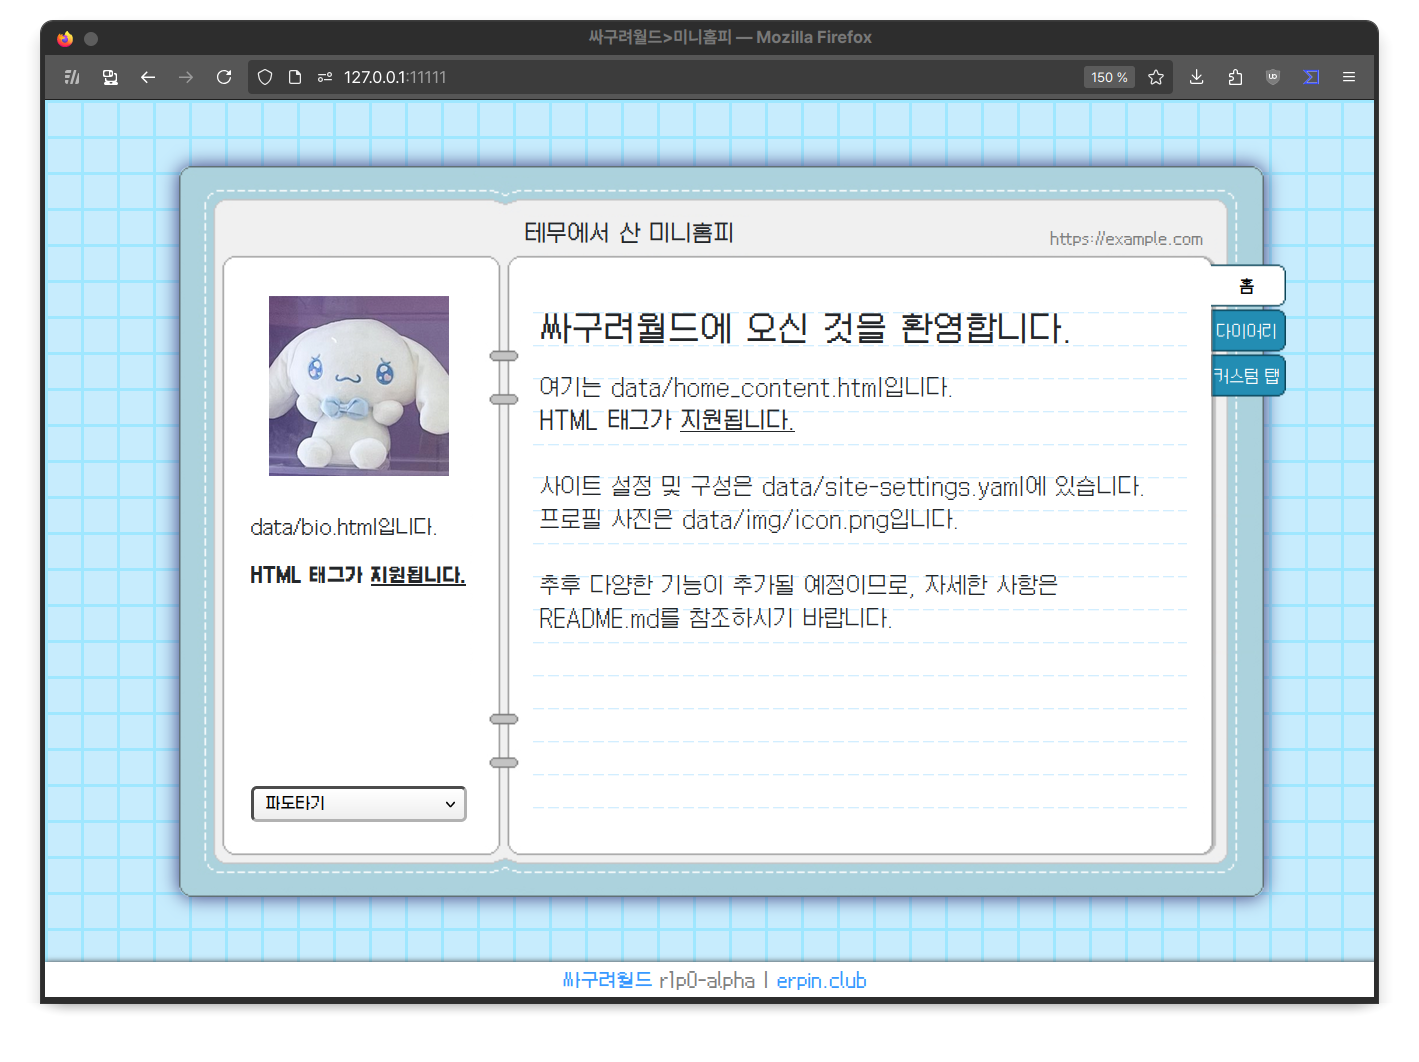 싸구려월드>미니홈피 — Mozilla Firefox
127.0.0.1:11111
150 %
테무에서 산 미니홈피
https://example.com
홈
다이어리
커스텀 탭
싸구려월드에 오신 것을 환영합니다.
여기는 data/home_content.html입니다.
HTML 태그가 지원됩니다.
사이트 설정 및 구성은 data/site-settings.yaml에 있습니다.
프로필 사진은 data/img/icon.png입니다.
추후 다양한 기능이 추가될 예정이므로, 자세한 사항은
README.md를 참조하시기 바랍니다.
data/bio.html입니다.
HTML 태그가 지원됩니다.
파도타기
싸구려월드 r1p0-alpha | erpin.club